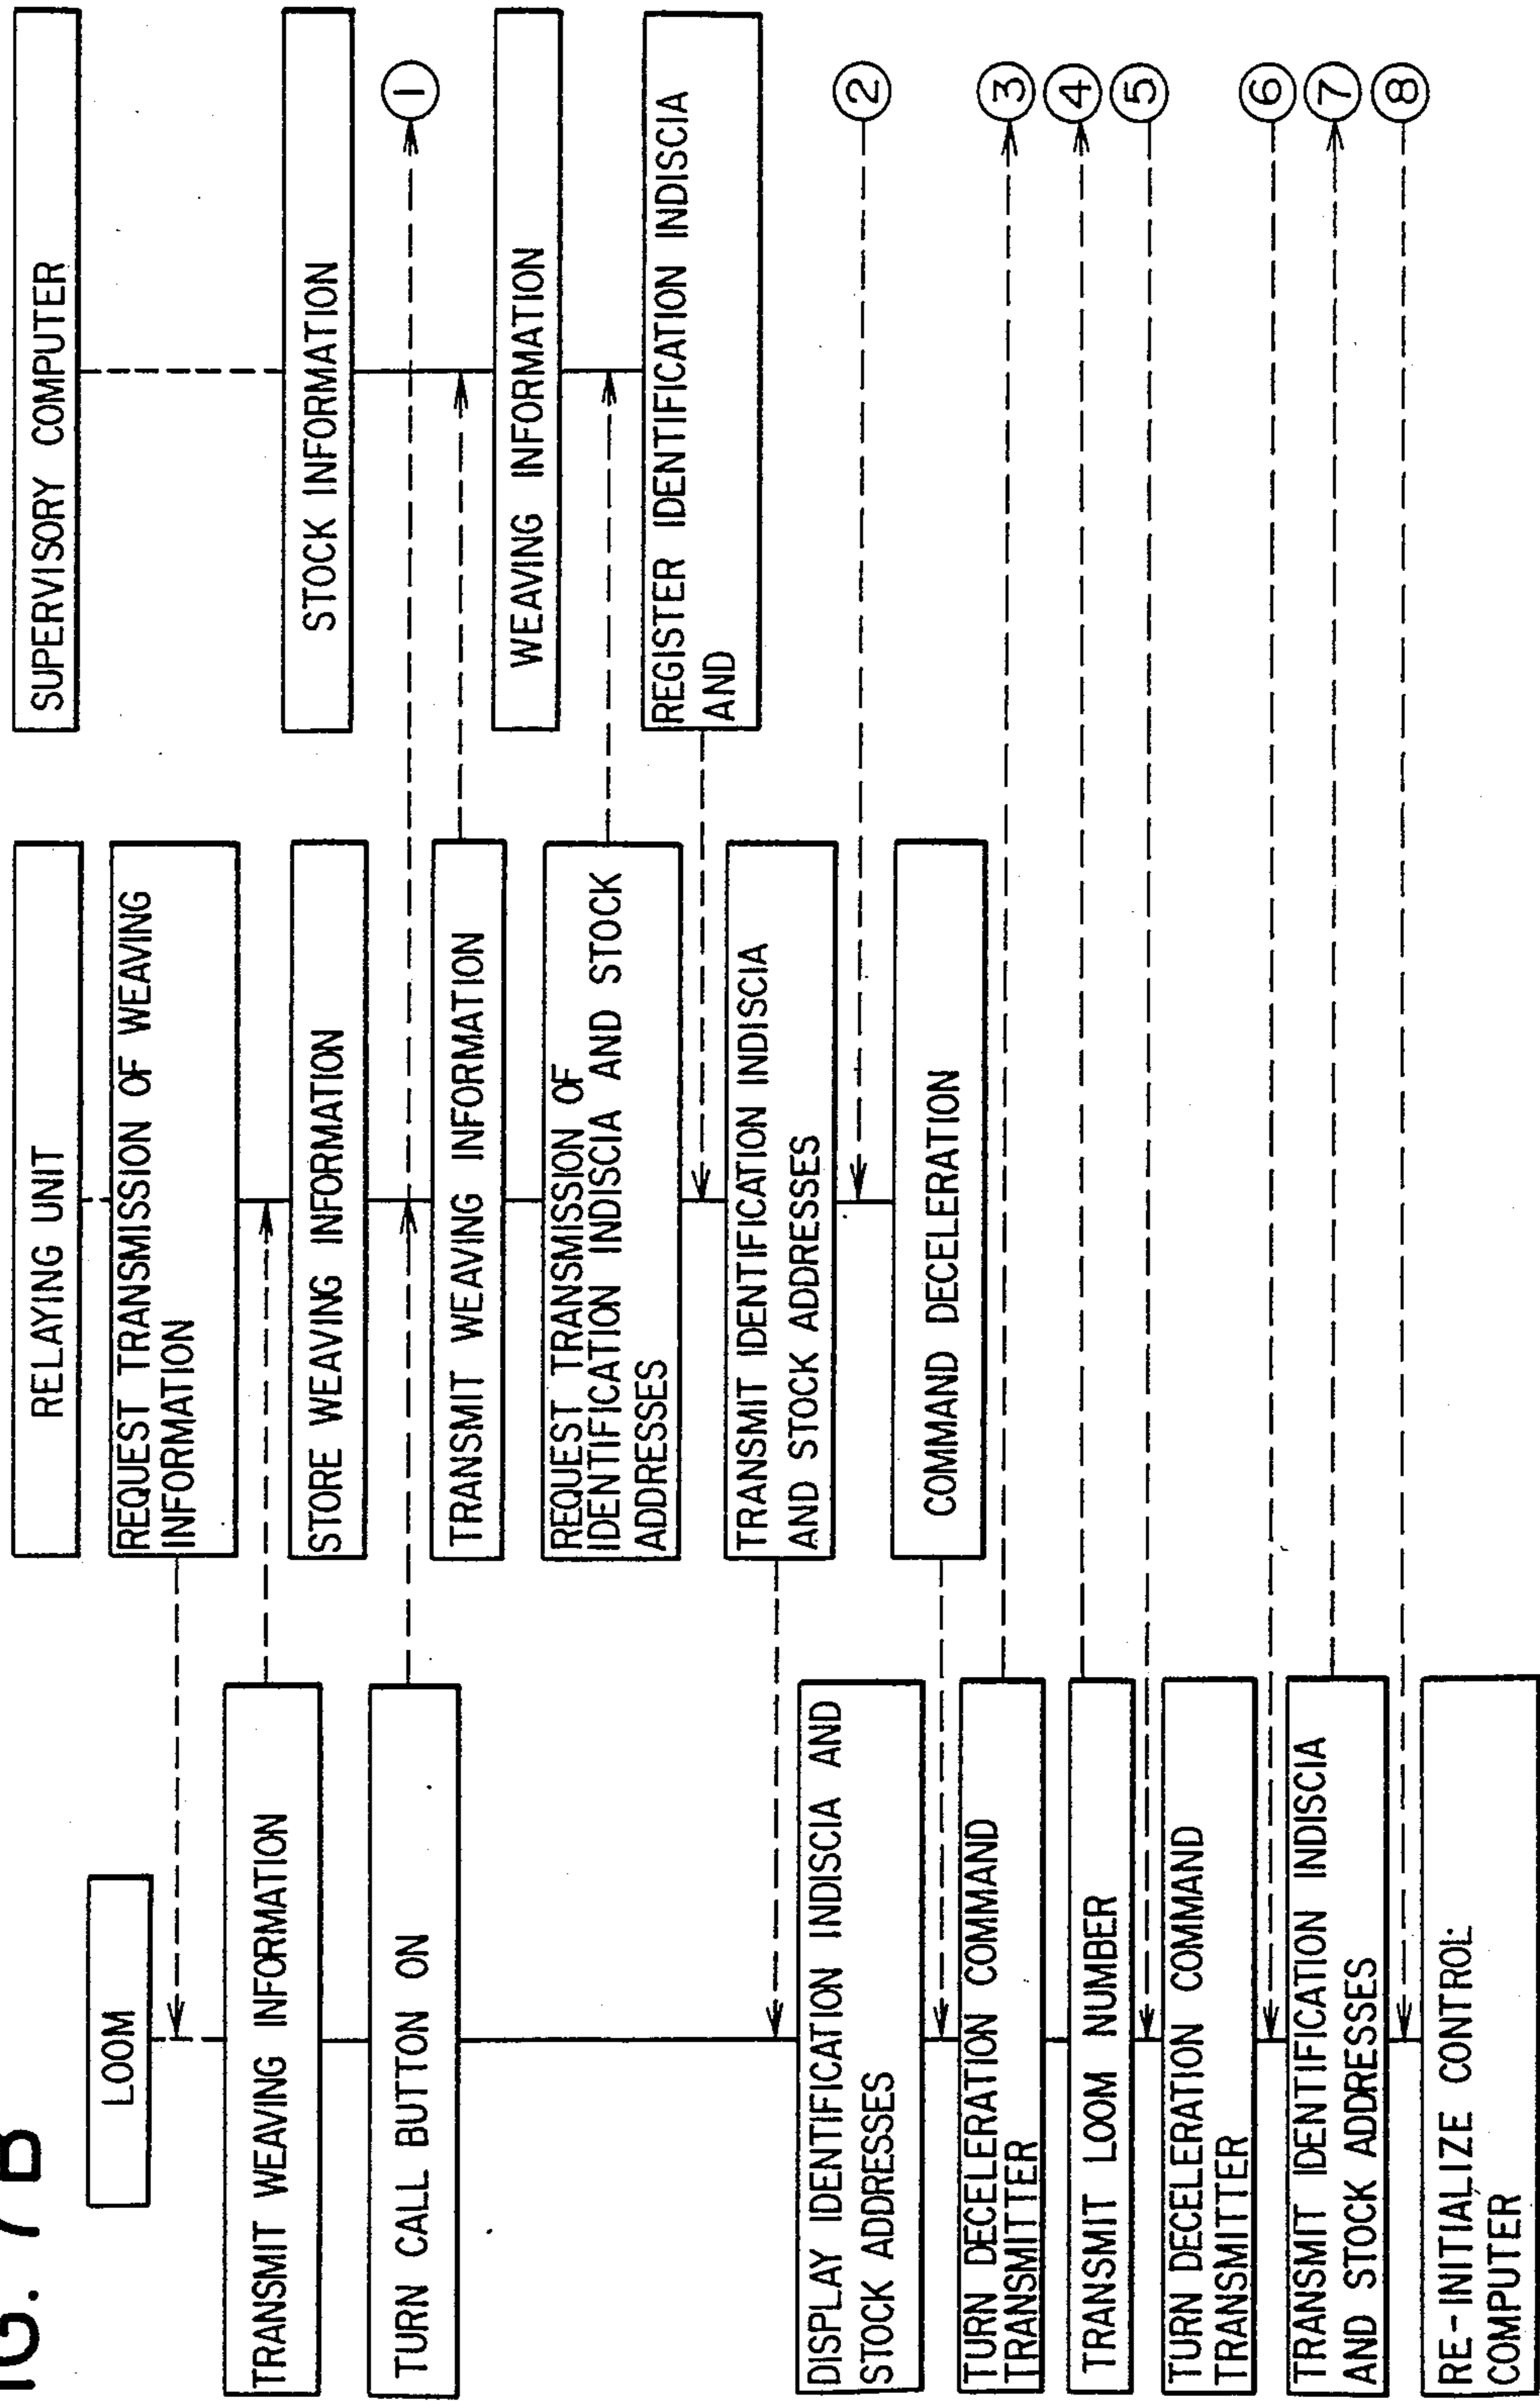 FIG. 7B
LOOM
TRANSMIT WEAVING INFORMATION
TURN CALL BUTTON ON
DISPLAY IDENTIFICATION INDISCIA AND
STOCK ADDRESSES
TURN DECELERATION COMMAND
TRANSMITTER
TRANSMIT LOOM NUMBER
TURN DECELERATION COMMAND
TRANSMITTER
TRANSMIT IDENTIFICATION INDISCIA
AND STOCK ADDRESSES
RE-INITIALIZE CONTROL
COMPUTER
RELAYING UNIT
REQUEST TRANSMISSION OF WEAVING
INFORMATION
STORE WEAVING INFORMATION
TRANSMIT WEAVING INFORMATION
REQUEST TRANSMISSION OF
IDENTIFICATION INDISCIA AND STOCK
ADDRESSES
TRANSMIT IDENTIFICATION INDISCIA
AND STOCK ADDRESSES
COMMAND DECELERATION
SUPERVISORY COMPUTER
STOCK INFORMATION
WEAVING INFORMATION
REGISTER IDENTIFICATION INDISCIA
AND
1
2
3
4
5
6
7
8